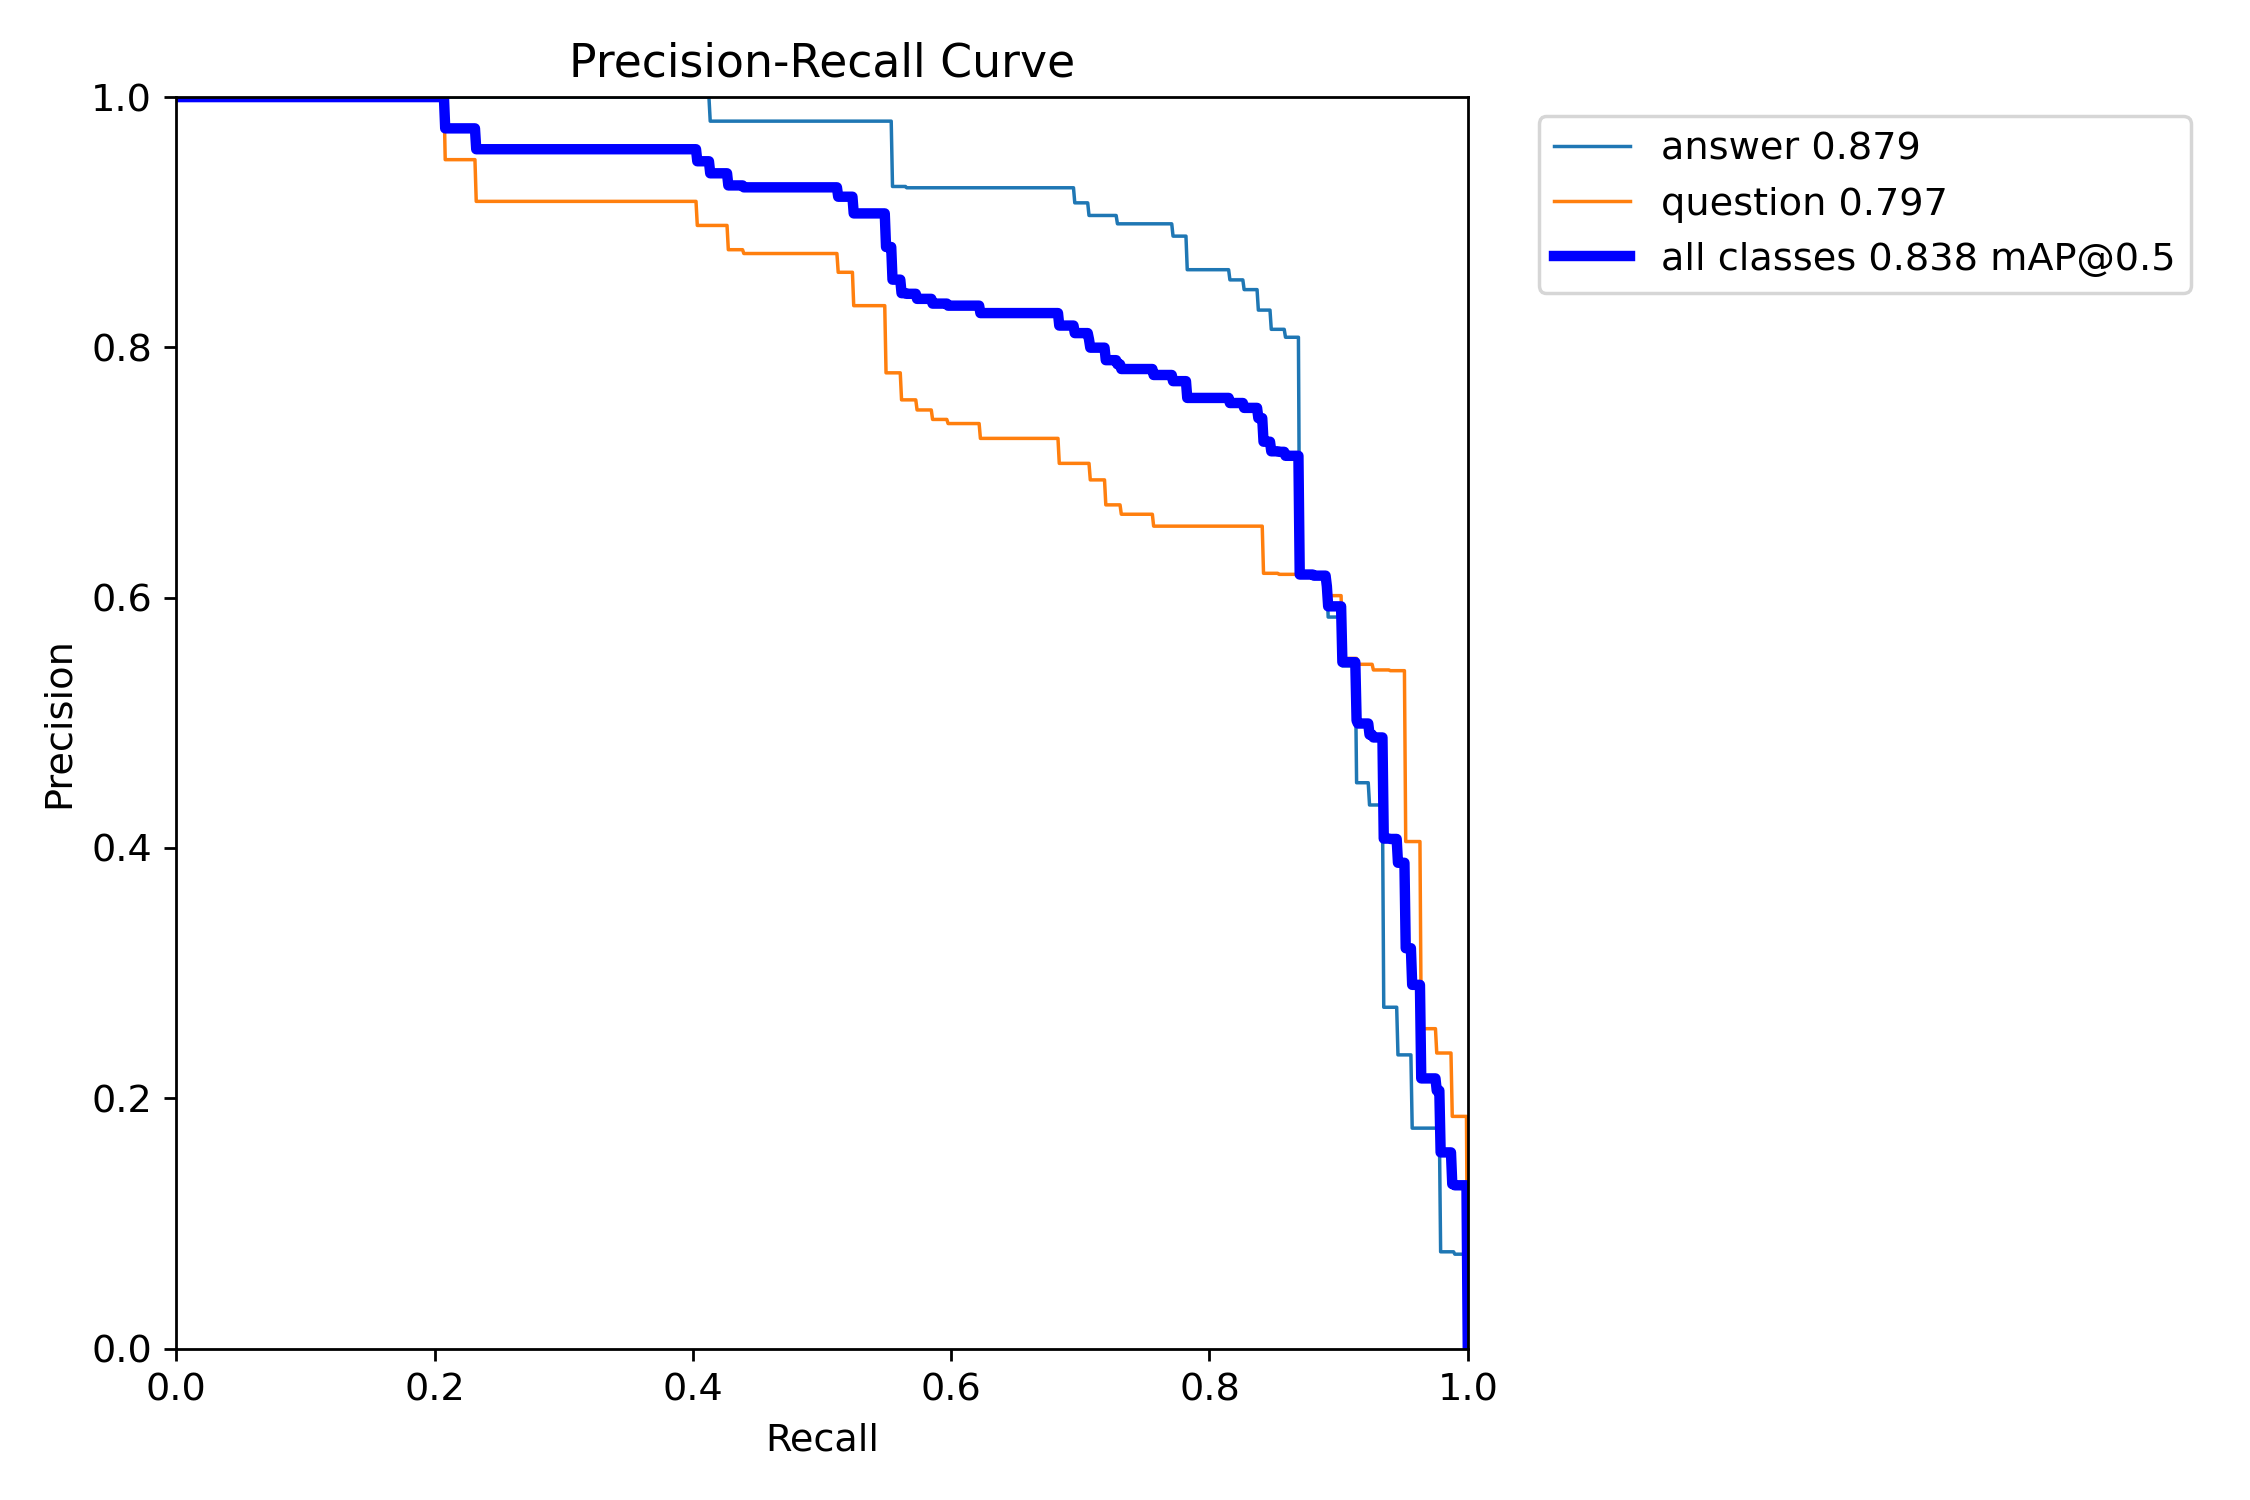 Precision-Recall Curve
1.0
0.8
0.6
0.4
0.2
0.0
Precision
0.0 0.2 0.4 0.6 0.8 1.0
Recall
answer 0.879
question 0.797
all classes 0.838 mAP@0.5